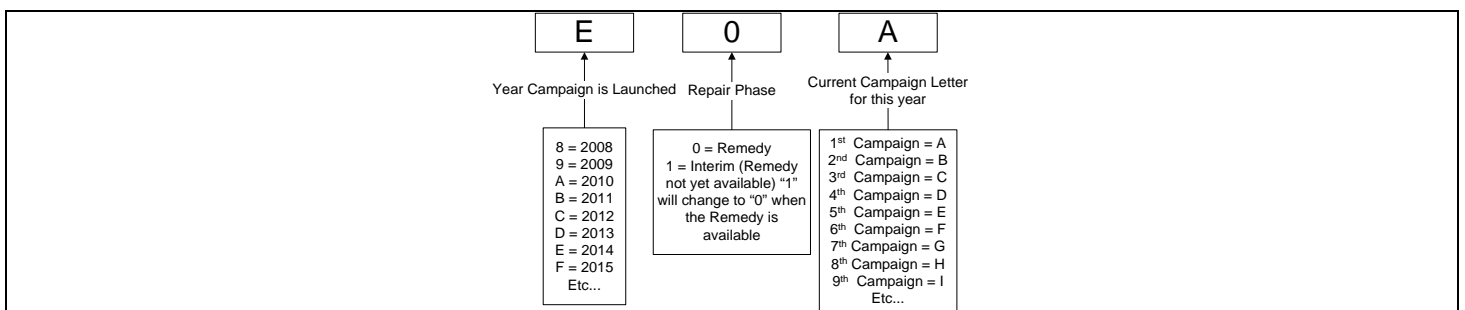 E
0
A
Year Campaign is Launched
Repair Phase
Current Campaign Letter
for this year
8 = 2008
9 = 2009
A = 2010
B = 2011
C = 2012
D = 2013
E = 2014
F = 2015
Etc...
0 = Remedy
1 = Interim (Remedy
not yet available) “1”
will change to “0” when
the Remedy is
available
1st Campaign = A
2nd Campaign = B
3rd Campaign = C
4th Campaign = D
5th Campaign = E
6th Campaign = F
7th Campaign = G
8th Campaign = H
9th Campaign = I
Etc...